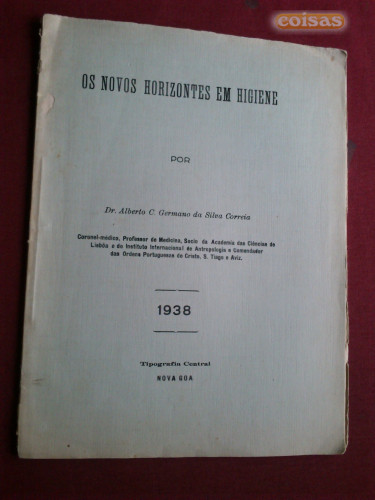 coisas
OS NOVOS HORIZONTES EM HIGIENE
POR
Dr. Alberto C. Germano da Silva Correia
Coronel-médico, Professor de Medicina, Socio da Academia das Ciências de
Lisbôa e do Instituto Internacional de Antropologia e Comendador
das Ordens Portuguesas de Cristo, S. Tiago e Aviz.
1938
Tipografia Central
NOVA GOA